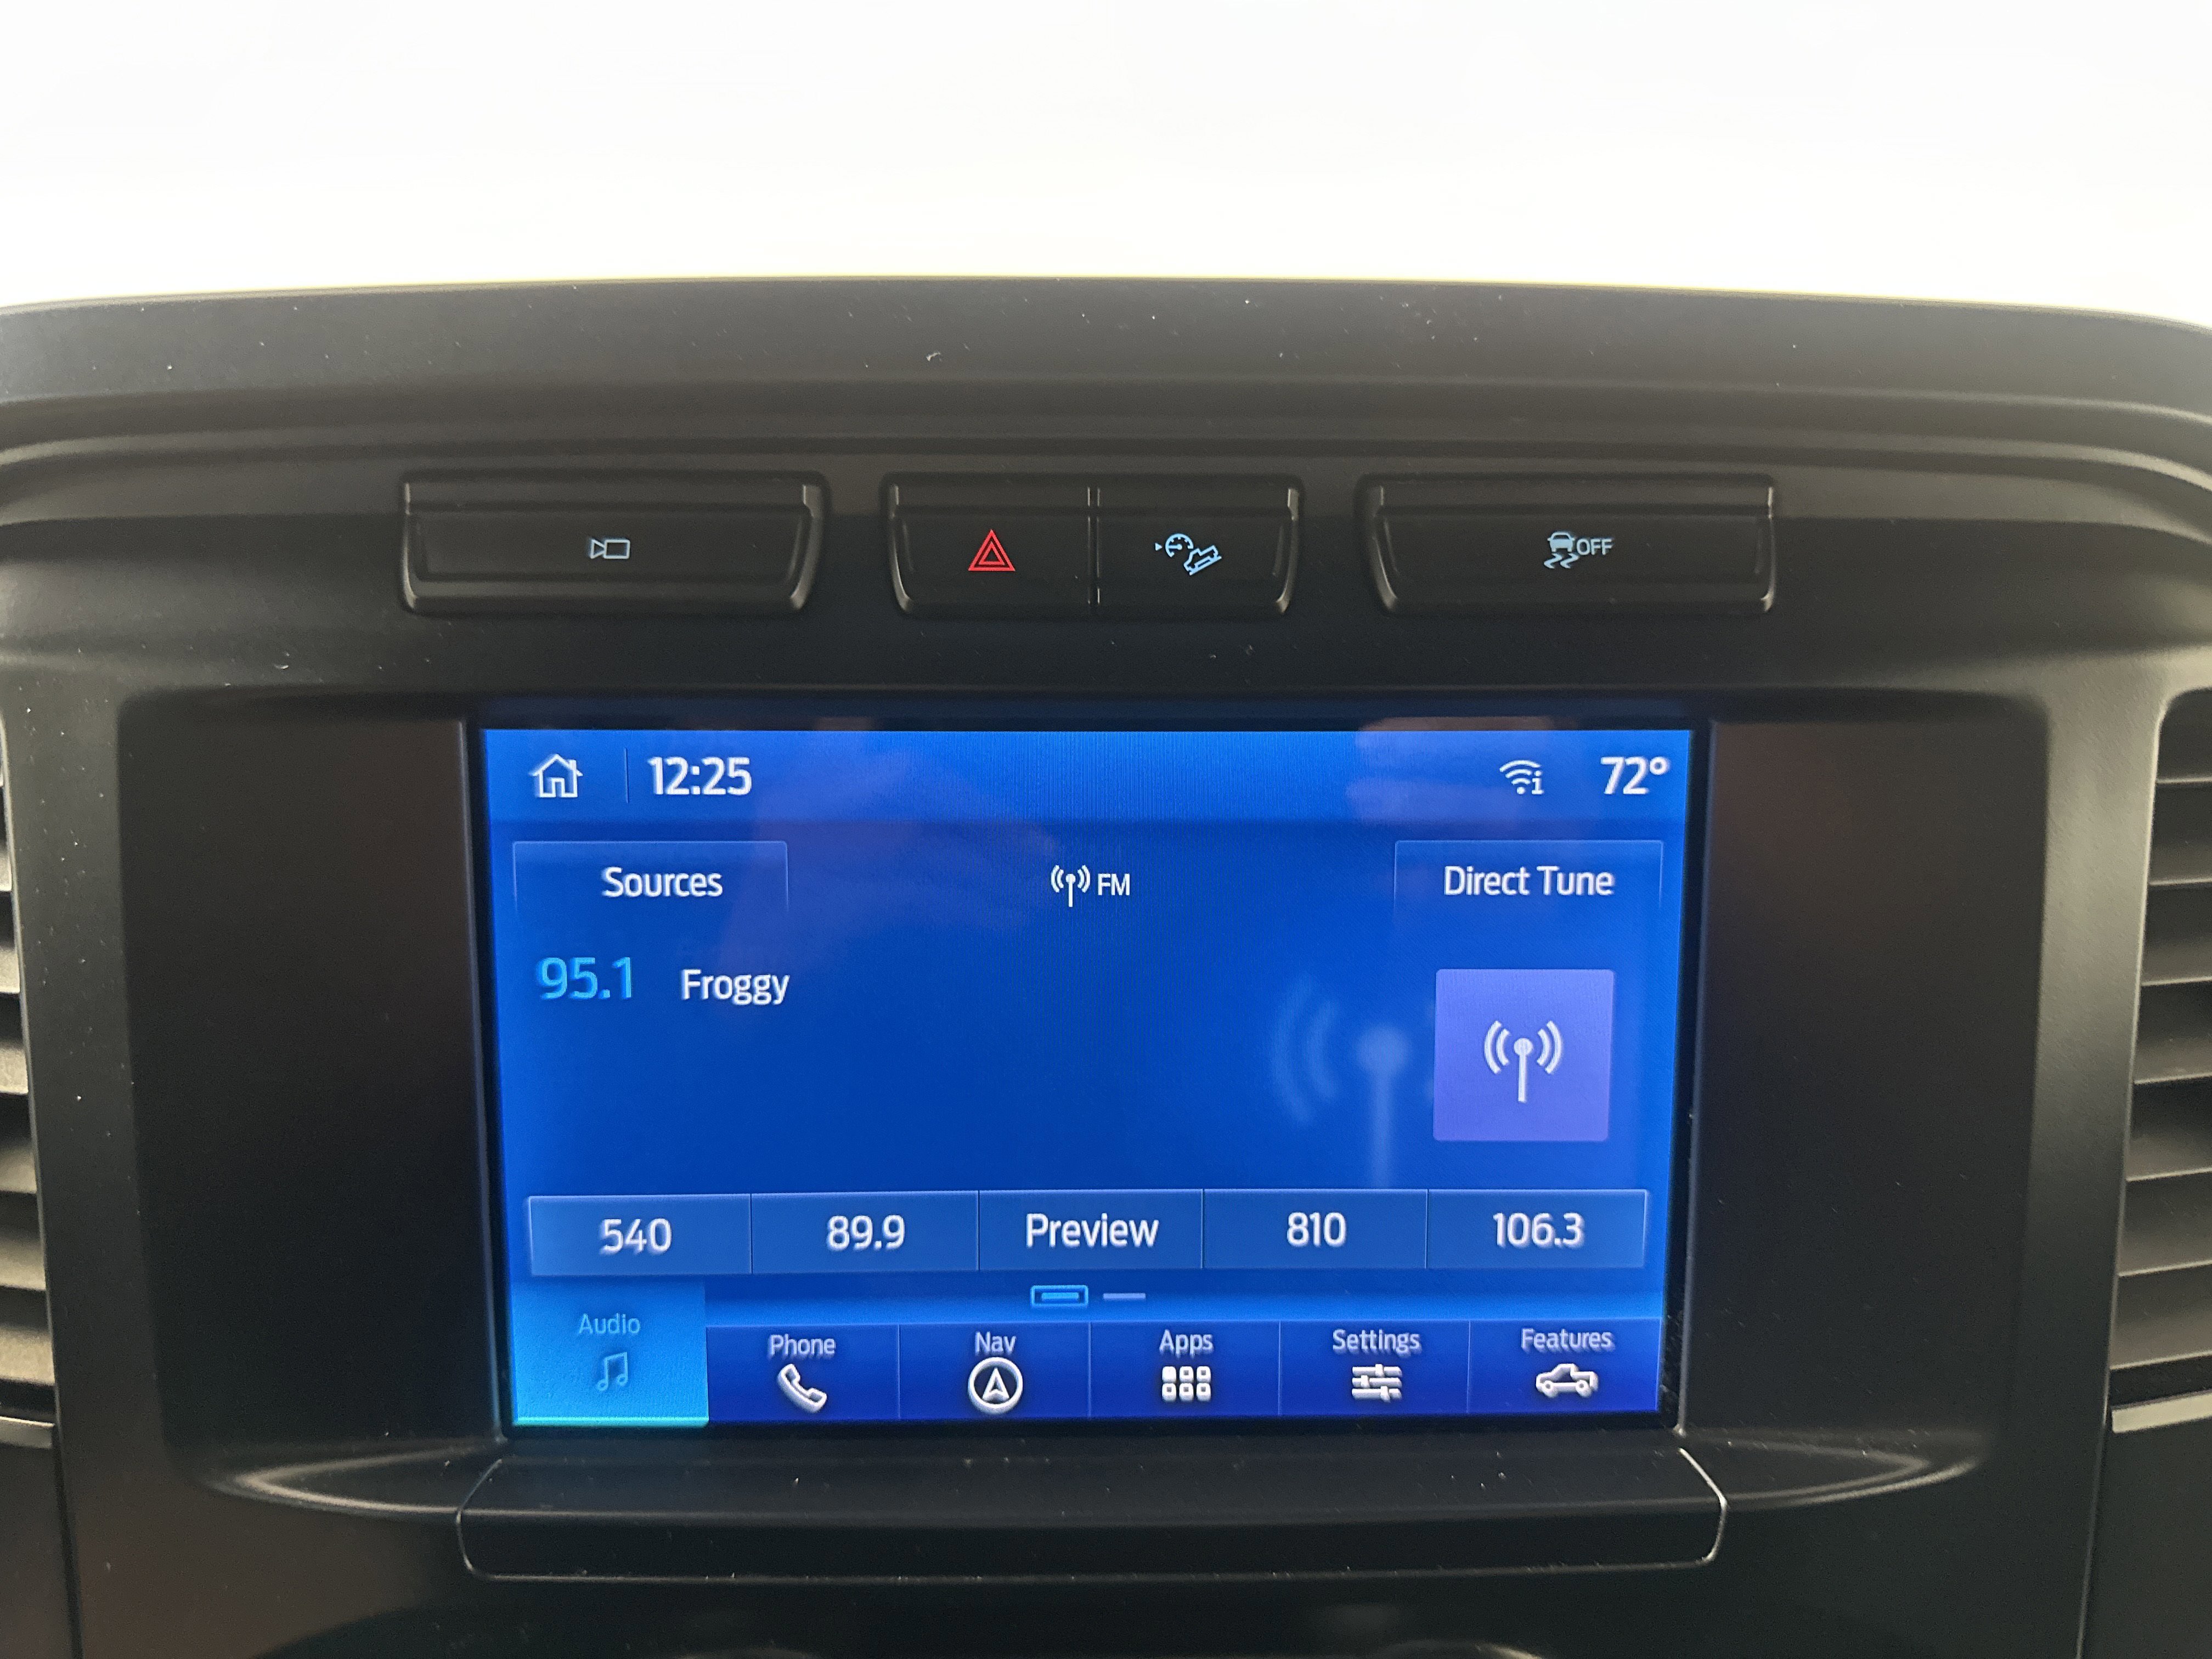 OFF
12:25
72°
Sources
FM
Direct Tune
95.1 Froggy
540 89.9 Preview 810 106.3
Audio Phone Nav Apps Settings Features